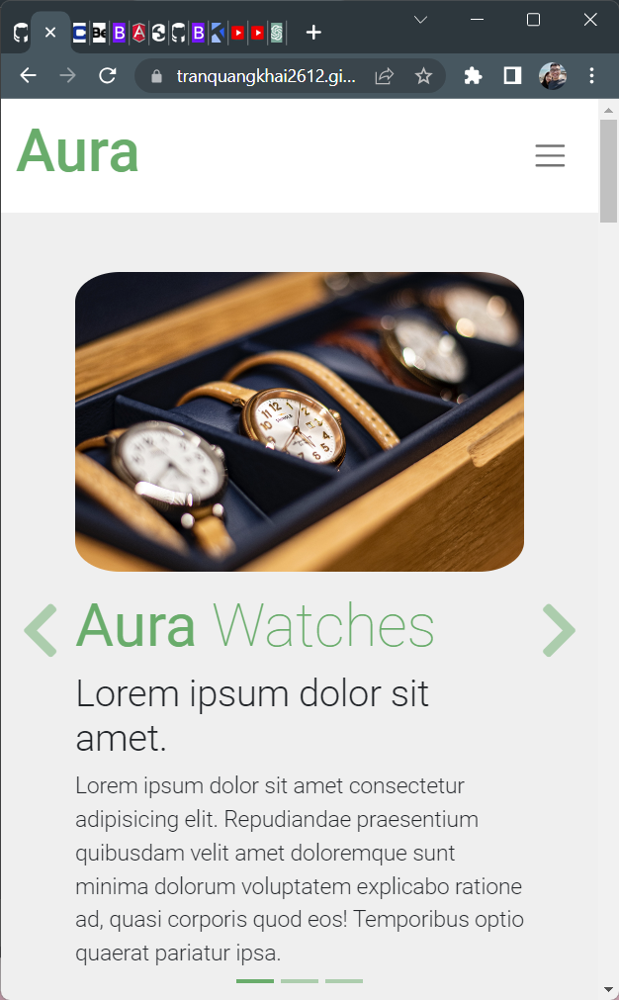 tranquangkhai2612.gi...
Aura
Aura Watches
Lorem ipsum dolor sit
amet.
Lorem ipsum dolor sit amet consectetur
adipisicing elit. Repudiandae praesentium
quibusdam velit amet doloremque sunt
minima dolorum voluptatem explicabo ratione
ad, quasi corporis quod eos! Temporibus optio
quaerat pariatur ipsa.